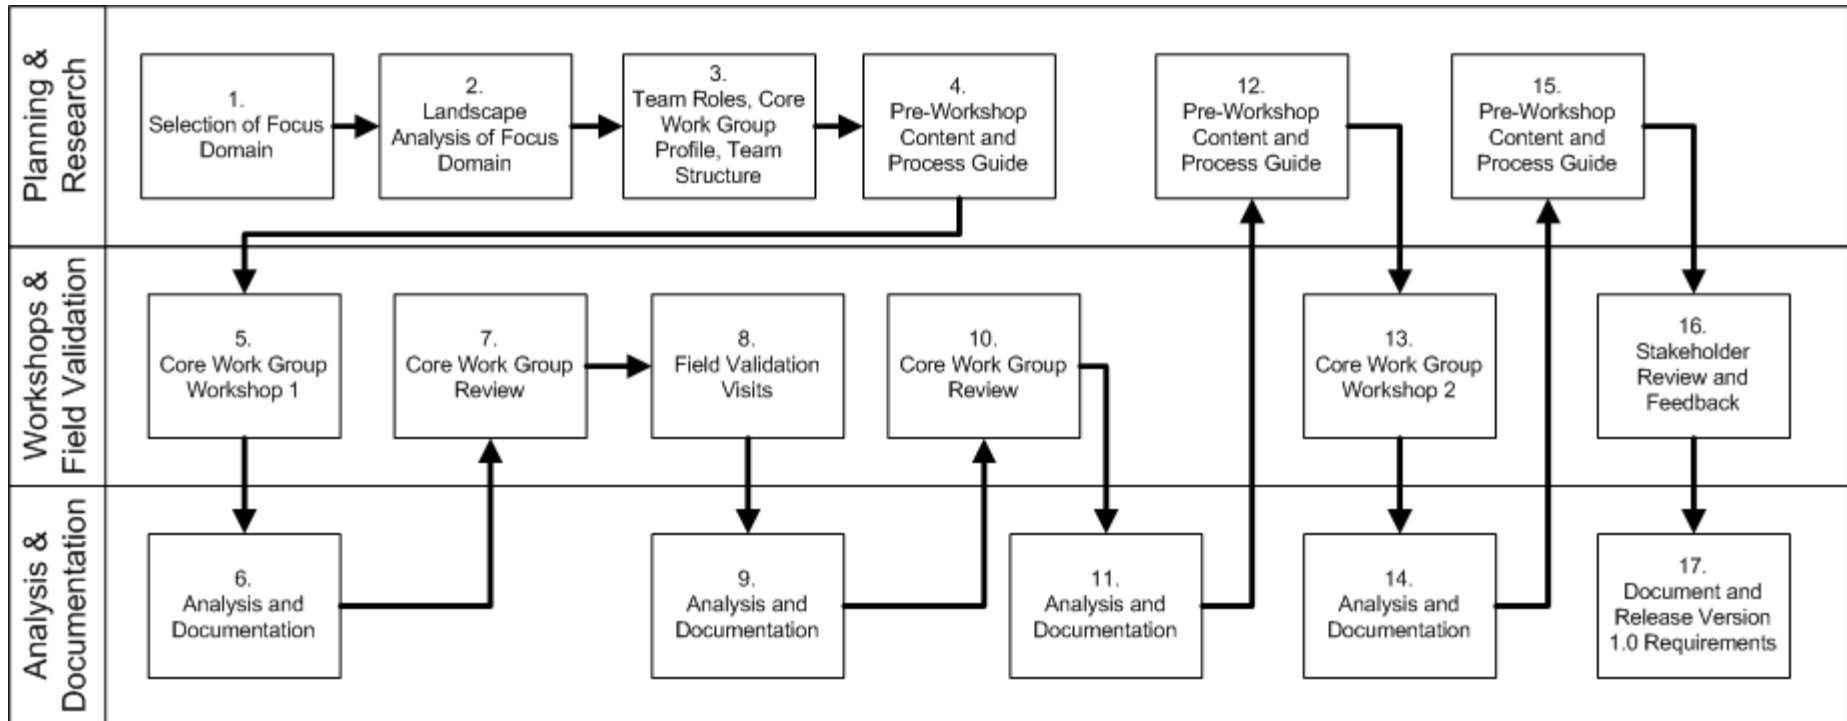 Planning &
Research
1.
Selection of Focus
Domain
2.
Landscape
Analysis of Focus
Domain
3.
Team Roles, Core
Work Group
Profile, Team
Structure
4.
Pre-Workshop
Content and
Process Guide
12.
Pre-Workshop
Content and
Process Guide
15.
Pre-Workshop
Content and
Process Guide
Workshops &
Field Validation
5.
Core Work Group
Workshop 1
7.
Core Work Group
Review
8.
Field Validation
Visits
10.
Core Work Group
Review
13.
Core Work Group
Workshop 2
16.
Stakeholder
Review and
Feedback
Analysis &
Documentation
6.
Analysis and
Documentation
9.
Analysis and
Documentation
11.
Analysis and
Documentation
14.
Analysis and
Documentation
17.
Document and
Release Version
1.0 Requirements